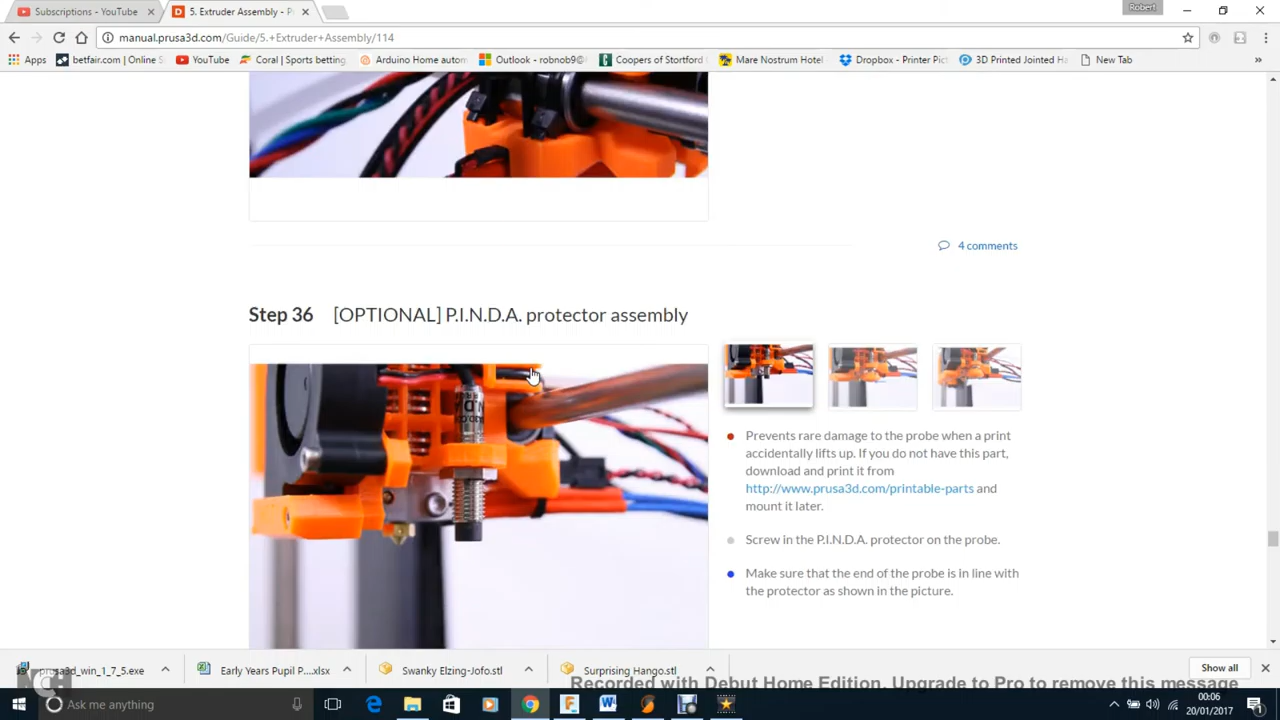 Subscriptions - YouTube
5. Extruder Assembly - P
Robert
manual.prusa3d.com/Guide/5.+Extruder+Assembly/114
Apps
betfair.com | Online S
YouTube
Coral | Sports betting
Arduino Home autom
Outlook - robnob9@
Coopers of Stortford
Mare Nostrum Hotel
Dropbox - Printer Pict
3D Printed Jointed Ha
New Tab
4 comments
Step 36 [OPTIONAL] P.I.N.D.A. protector assembly
Prevents rare damage to the probe when a print
accidentally lifts up. If you do not have this part,
download and print it from
http://www.prusa3d.com/printable-parts and
mount it later.
Screw in the P.I.N.D.A. protector on the probe.
Make sure that the end of the probe is in line with
the protector as shown in the picture.
prusa3d_win_1_7_5.exe
Early Years Pupil P....xlsx
Swanky Elzing-Jofo.stl
Surprising Hango.stl
Show all
Recorded with Debut Home Edition. Upgrade to Pro to remove this message
Ask me anything
00:06
20/01/2017